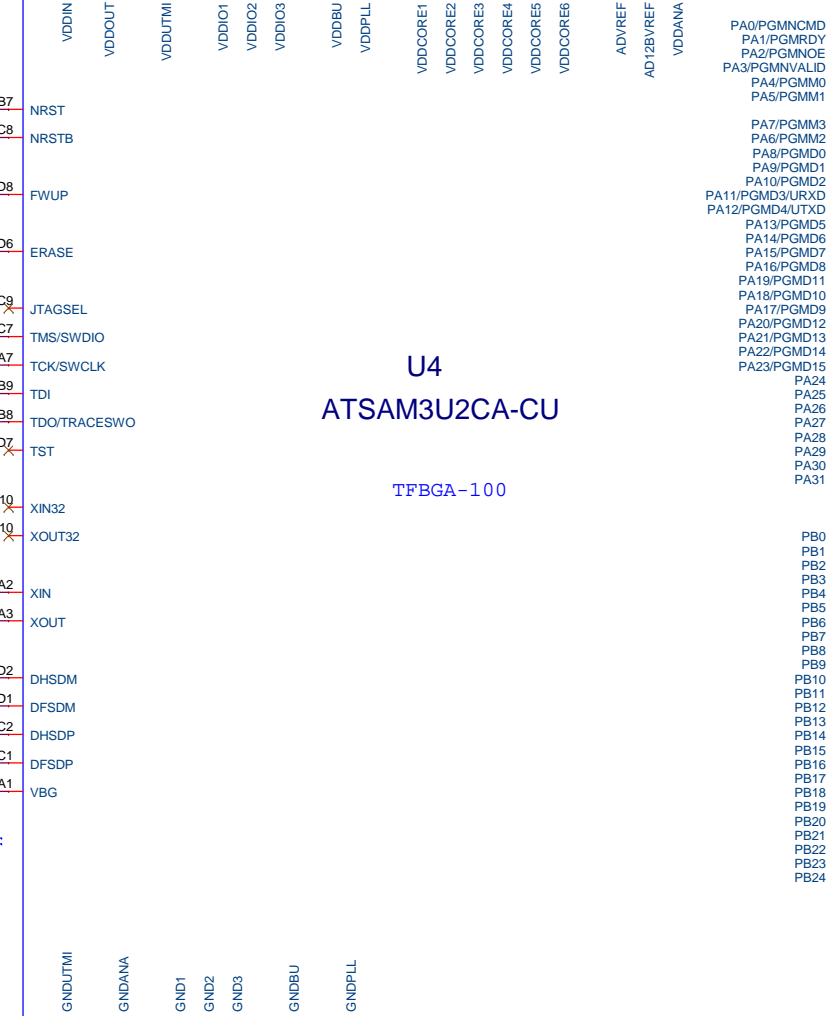 VDDIN
VDDOUT
VDDUTMI
VDDIO1
VDDIO2
VDDIO3
VDDBU
VDDPLL
VDDCORE1
VDDCORE2
VDDCORE3
VDDCORE4
VDDCORE5
VDDCORE6
ADVREF
AD12BVREF
VDDANA
B7 NRST
C8 NRSTB
D8 FWUP
D6 ERASE
C9 JTAGSEL
C7 TMS/SWDIO
A7 TCK/SWCLK
B9 TDI
B8 TDO/TRACESWO
D7 TST
10 XIN32
10 XOUT32
A2 XIN
A3 XOUT
D2 DHSDM
D1 DFSDM
C2 DHSDP
C1 DFSDP
A1 VBG
U4
ATSAM3U2CA-CU
TFBGA-100
PA0/PGMNCMD
PA1/PGMRDY
PA2/PGMNOE
PA3/PGMNVALID
PA4/PGMM0
PA5/PGMM1
PA7/PGMM3
PA6/PGMM2
PA8/PGMD0
PA9/PGMD1
PA10/PGMD2
PA11/PGMD3/URXD
PA12/PGMD4/UTXD
PA13/PGMD5
PA14/PGMD6
PA15/PGMD7
PA16/PGMD8
PA19/PGMD11
PA18/PGMD10
PA17/PGMD9
PA20/PGMD12
PA21/PGMD13
PA22/PGMD14
PA23/PGMD15
PA24
PA25
PA26
PA27
PA28
PA29
PA30
PA31
PB0
PB1
PB2
PB3
PB4
PB5
PB6
PB7
PB8
PB9
PB10
PB11
PB12
PB13
PB14
PB15
PB16
PB17
PB18
PB19
PB20
PB21
PB22
PB23
PB24
GNDUTMI
GNDANA
GND1
GND2
GND3
GNDBU
GNDPLL